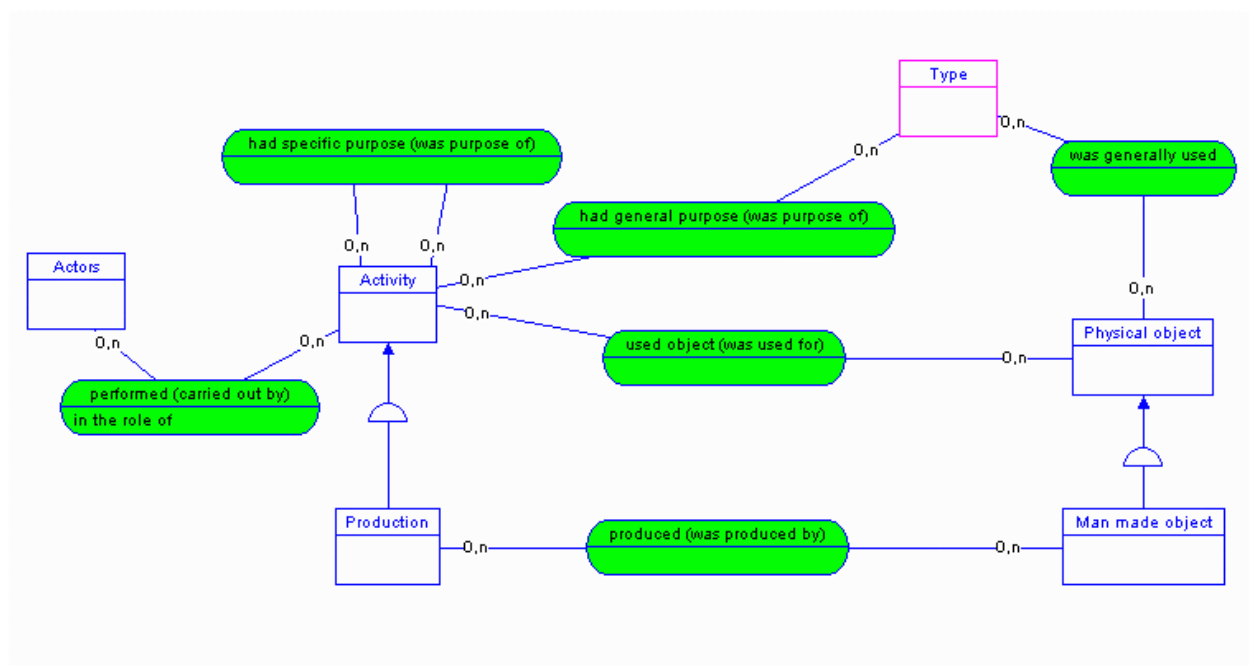 Type
0,n
had specific purpose (was purpose of)
0,n
was generally used
had general purpose (was purpose of)
0,n
0,n
Actors
Activity
0,n
0,n
0,n
Physical object
used object (was used for)
0,n
0,n
0,n
performed (carried out by)
in the role of
Production
Man made object
produced (was produced by)
0,n
0,n